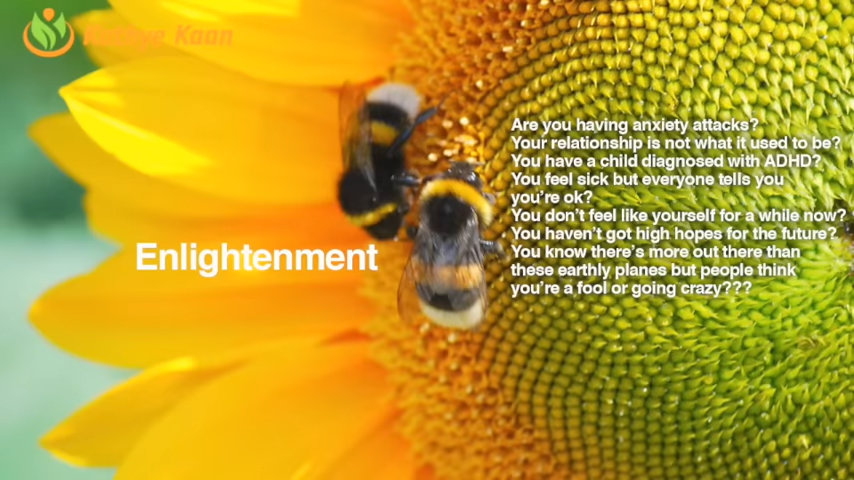 Kaan
Enlightenment
Are you having anxiety attacks?
Your relationship is not what it used to be?
You have a child diagnosed with ADHD?
You feel sick but everyone tells you
you're ok?
You don't feel like yourself for a while now?
You haven't got high hopes for the future?
You know there's more out there than
these earthly planes but people think
you're a fool or going crazy???